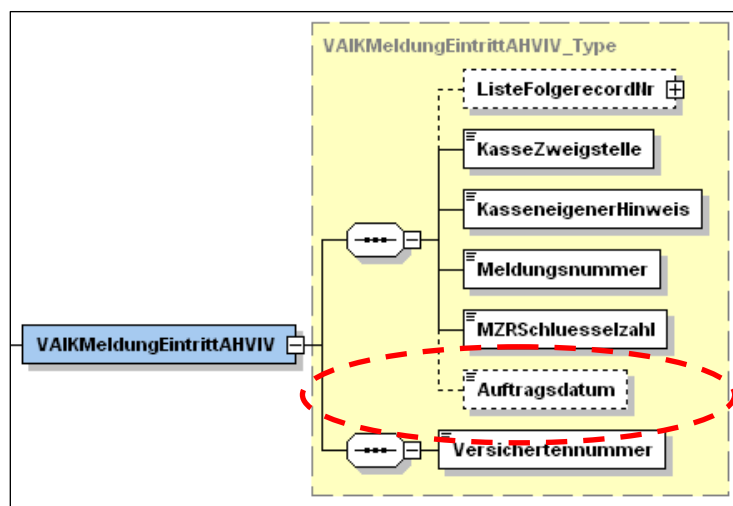 VAIKMeldungEintrittAHVIV_Type
ListeFolgerecordNr
KasseZweigstelle
KasseneigenerHinweis
Meldungsnummer
VAIKMeldungEintrittAHVIV
MZRSchluesselzahl
Auftragsdatum
Versichertennummer